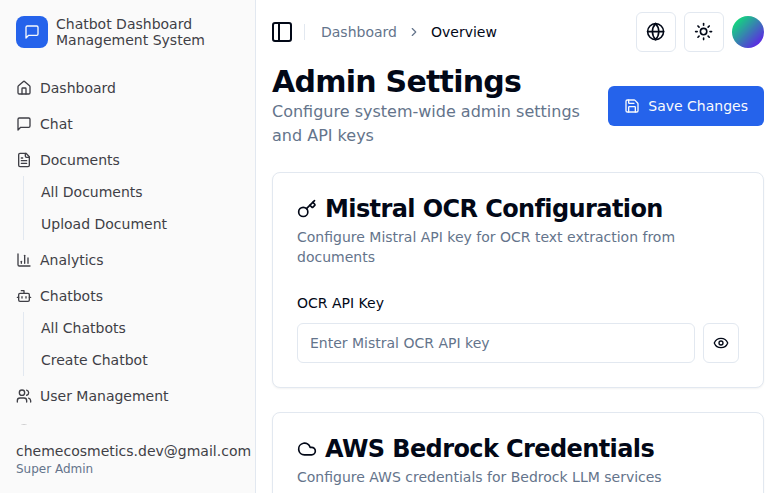 Chatbot Dashboard
Management System
Dashboard
Chat
Documents
All Documents
Upload Document
Analytics
Chatbots
All Chatbots
Create Chatbot
User Management
chemecosmetics.dev@gmail.com
Super Admin
Dashboard > Overview
Admin Settings
Configure system-wide admin settings
and API keys
Save Changes
Mistral OCR Configuration
Configure Mistral API key for OCR text extraction from
documents
OCR API Key
Enter Mistral OCR API key
AWS Bedrock Credentials
Configure AWS credentials for Bedrock LLM services